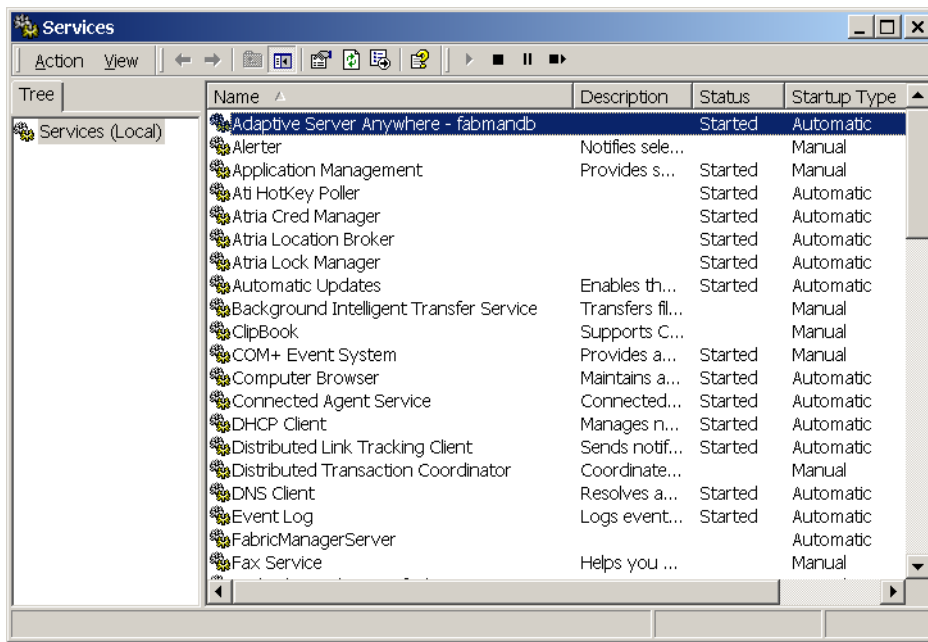 Services
Action View
Tree
Name Description Status Startup Type
Services (Local)
Adaptive Server Anywhere - fabmandb Started Automatic
Alerter Notifies sele... Manual
Application Management Provides s... Started Manual
Ati HotKey Poller Started Automatic
Atria Cred Manager Started Automatic
Atria Location Broker Started Automatic
Atria Lock Manager Started Automatic
Automatic Updates Enables th... Started Automatic
Background Intelligent Transfer Service Transfers fil... Manual
ClipBook Supports C... Manual
COM+ Event System Provides a... Started Manual
Computer Browser Maintains a... Started Automatic
Connected Agent Service Connected... Started Automatic
DHCP Client Manages n... Started Automatic
Distributed Link Tracking Client Sends notif... Started Automatic
Distributed Transaction Coordinator Coordinate... Manual
DNS Client Resolves a... Started Automatic
Event Log Logs event... Started Automatic
FabricManagerServer Automatic
Fax Service Helps you ... Manual